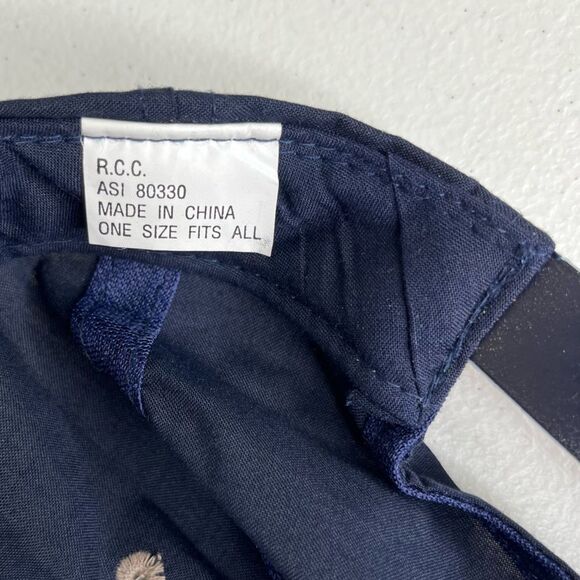 R.C.C.
ASI 80330
MADE IN CHINA
ONE SIZE FITS ALL